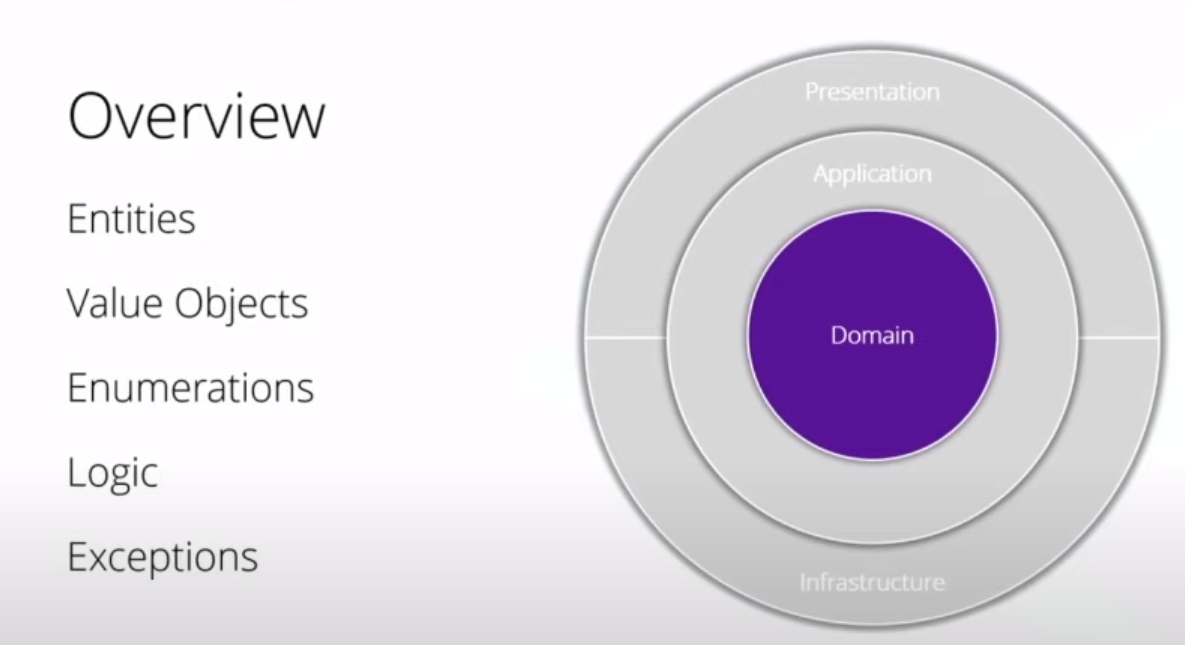 Overview
Entities
Value Objects
Enumerations
Logic
Exceptions
Presentation
Application
Domain
Infrastructure